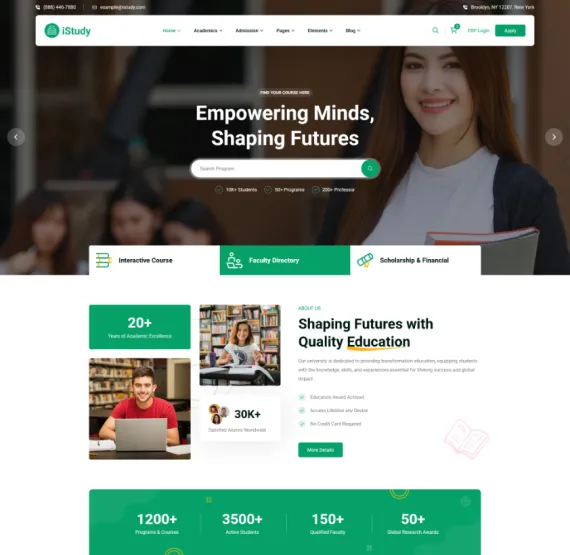 (888) 446-7880
example@istudy.com
Brooklyn, NY 12207, New York
iStudy
Home
Academics
Admission
Pages
Elements
Blog
ERP Login
Apply
FIND YOUR COURSE HERE
Empowering Minds,
Shaping Futures
Search Program
10K+ Students
50+ Programs
200+ Professor
Interactive Course
Faculty Directory
Scholarship & Financial
20+
Years of Academic Excellence
30K+
Satisfied Alumni Worldwide
ABOUT US
Shaping Futures with
Quality Education
Our university is dedicated to providing transformation education, equipping students
with the knowledge, skills, and experiences essential for lifelong success and global
impact.
Education Award Achieved
Access Lifetime any Device
No Credit Card Required
More Details
1200+
Programs & Courses
3500+
Active Students
150+
Qualified Faculty
50+
Global Research Awards